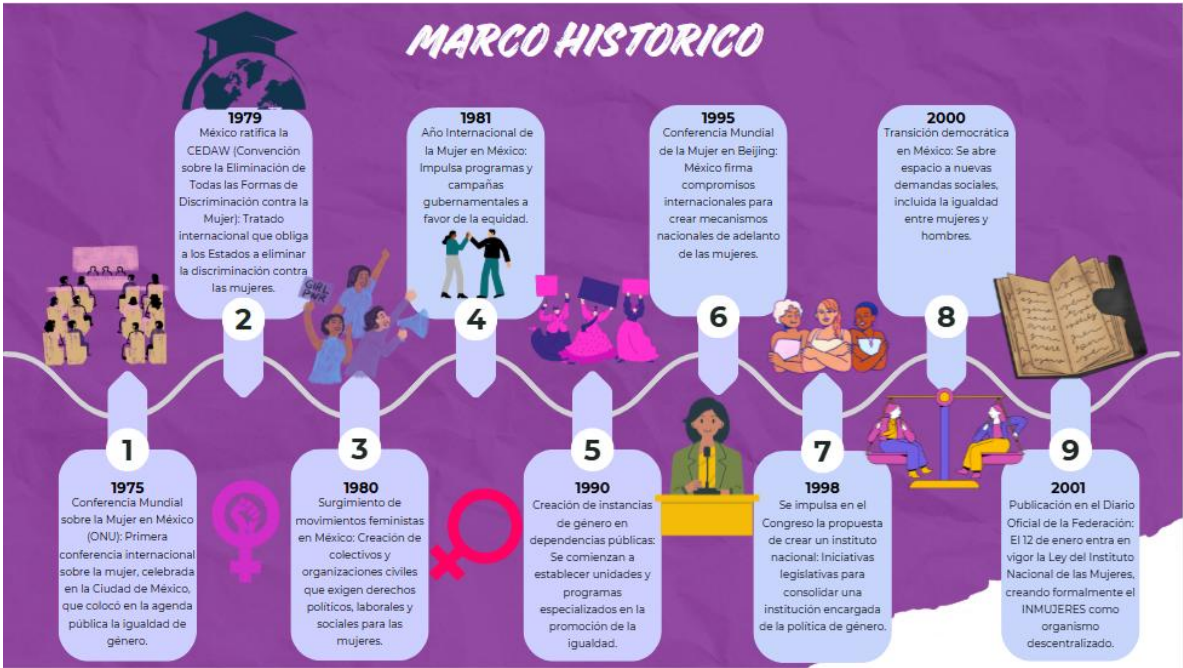 MARCO HISTORICO
1975
Conferencia Mundial
sobre la Mujer en México
(ONU): Primera
conferencia internacional
sobre la mujer, celebrada
en la Ciudad de México,
que colocó en la agenda
pública la igualdad de
género.
1
1979
México ratifica la
CEDAW (Convención
sobre la Eliminación de
Todas las Formas de
Discriminación contra la
Mujer): Tratado
internacional que obliga
a los Estados a eliminar
la discriminación contra
las mujeres.
2
GIRL
PWR
3
1980
Surgimiento de
movimientos feministas
en México: Creación de
colectivos y
organizaciones civiles
que exigen derechos
políticos, laborales y
sociales para las
mujeres.
1981
Año Internacional de
la Mujer en México:
Impulsa programas y
campañas
gubernamentales a
favor de la equidad.
4
5
1990
Creación de instancias
de género en
dependencias públicas:
Se comienzan a
establecer unidades y
programas
especializados en la
promoción de la
igualdad.
1995
Conferencia Mundial
de la Mujer en Beijing:
México firma
compromisos
internacionales para
crear mecanismos
nacionales de adelanto
de las mujeres.
6
7
1998
Se impulsa en el
Congreso la propuesta
de crear un instituto
nacional: Iniciativas
legislativas para
consolidar una
institución encargada
de la política de género.
2000
Transición democrática
en México: Se abre
espacio a nuevas
demandas sociales,
incluida la igualdad
entre mujeres y
hombres.
8
9
2001
Publicación en el Diario
Oficial de la Federación:
El 12 de enero entra en
vigor la Ley del Instituto
Nacional de las Mujeres,
creando formalmente el
INMUJERES como
organismo
descentralizado.